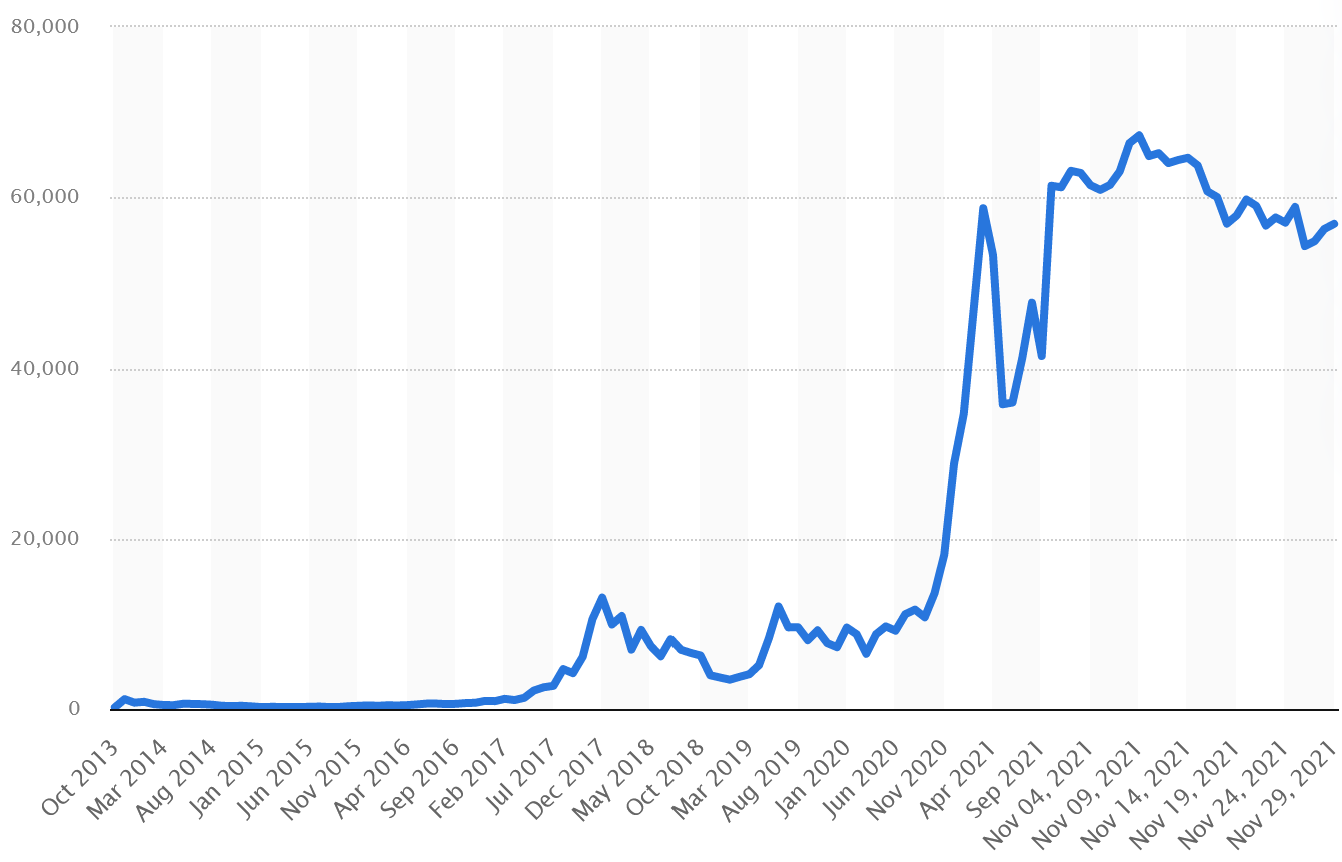 80,000
60,000
40,000
20,000
0
Oct 2013
Mar 2014
Aug 2014
Jan 2015
Jun 2015
Nov 2015
Apr 2016
Sep 2016
Feb 2017
Jul 2017
Dec 2017
May 2018
Oct 2018
Mar 2019
Aug 2019
Jan 2020
Jun 2020
Nov 2020
Apr 2021
Sep 2021
Nov 04, 2021
Nov 09, 2021
Nov 14, 2021
Nov 19, 2021
Nov 24, 2021
Nov 29, 2021